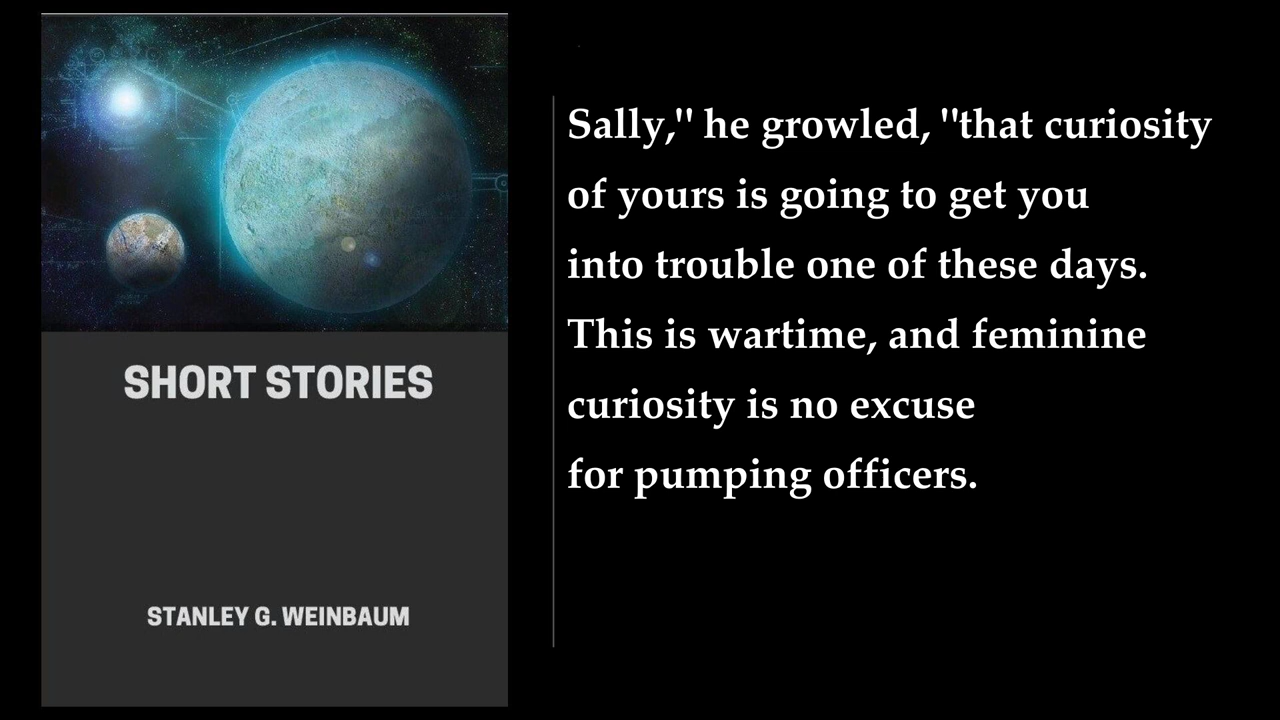 SHORT STORIES
STANLEY G. WEINBAUM
Sally," he growled, "that curiosity
of yours is going to get you
into trouble one of these days.
This is wartime, and feminine
curiosity is no excuse
for pumping officers.